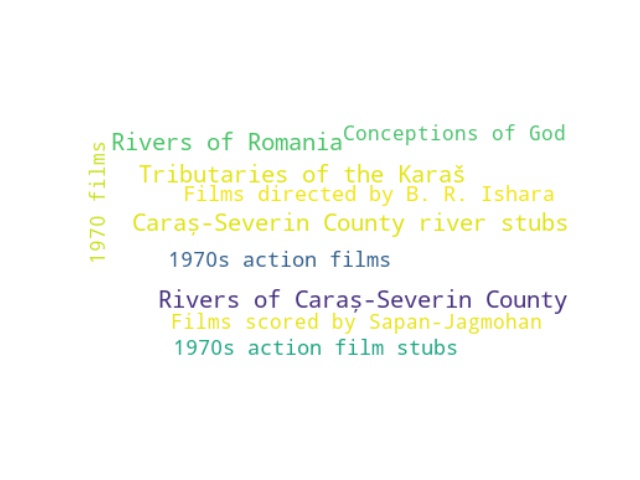 Conceptions of God
Rivers of Romania
1970 films
Tributaries of the Karaš
Films directed by B. R. Ishara
Caraș-Severin County river stubs
1970s action films
Rivers of Caraș-Severin County
Films scored by Sapan-Jagmohan
1970s action film stubs